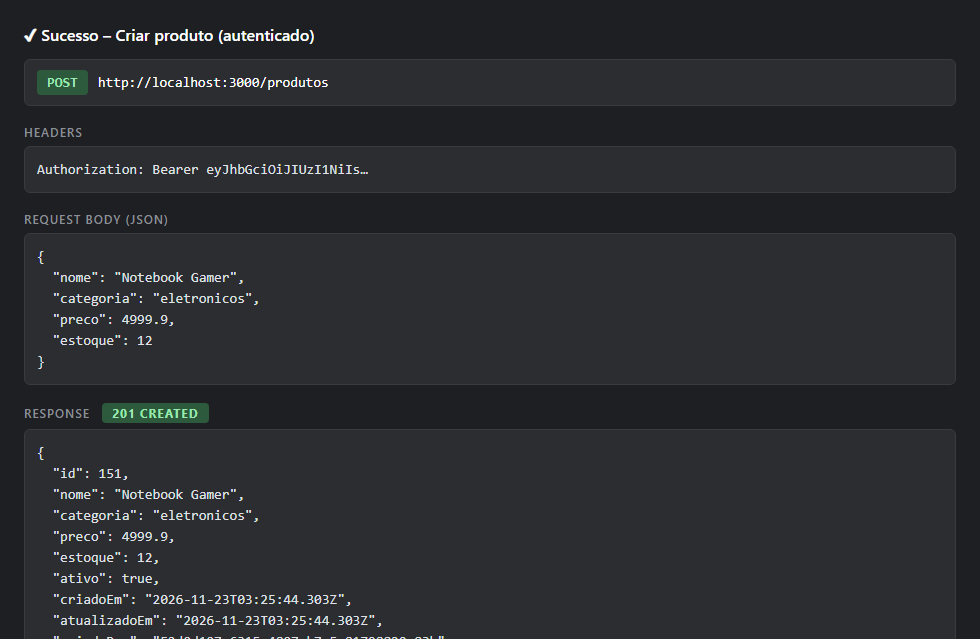 ✓ Sucesso – Criar produto (autenticado)
POST http://localhost:3000/produtos
HEADERS
Authorization: Bearer eyJhbGciOiJIUzI1NiIs…
REQUEST BODY (JSON)
{
"nome": "Notebook Gamer",
"categoria": "eletronicos",
"preco": 4999.9,
"estoque": 12
}
RESPONSE 201 CREATED
{
"id": 151,
"nome": "Notebook Gamer",
"categoria": "eletronicos",
"preco": 4999.9,
"estoque": 12,
"ativo": true,
"criadoEm": "2026-11-23T03:25:44.303Z",
"atualizadoEm": "2026-11-23T03:25:44.303Z",